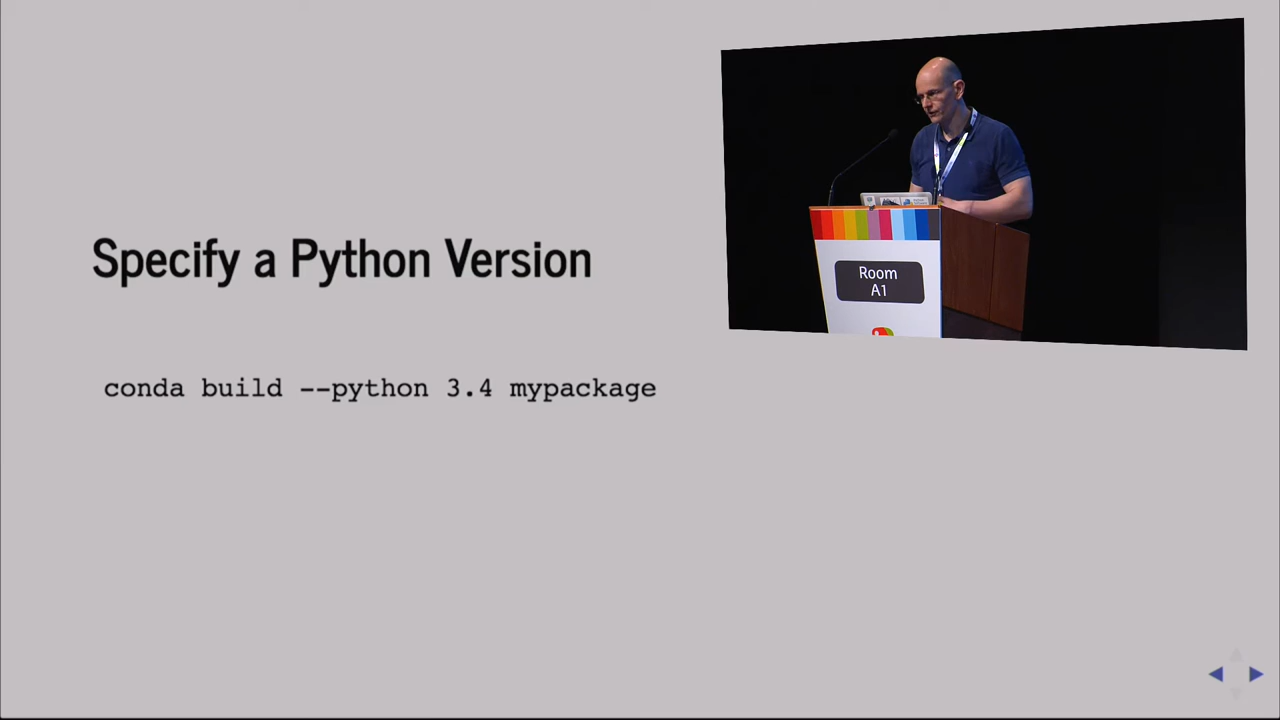 Specify a Python Version
conda build --python 3.4 mypackage
Room
A1